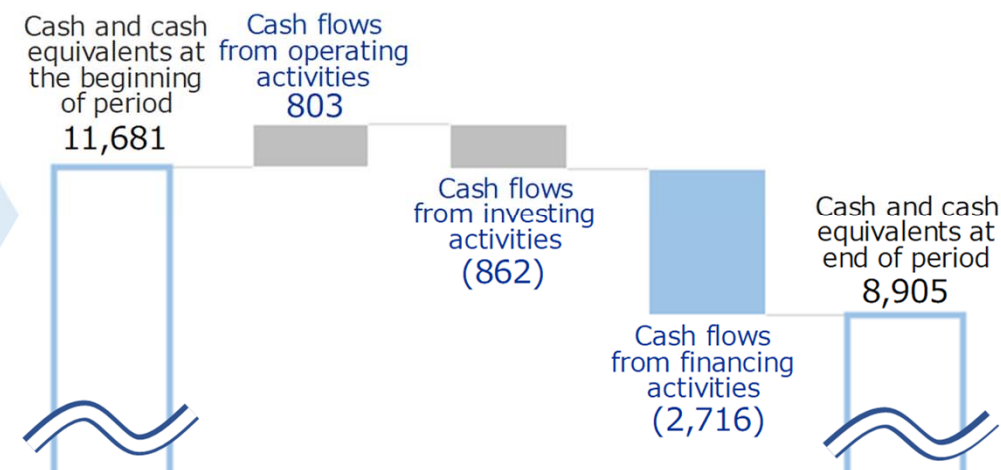 Cash and cash
equivalents at
the beginning
of period
11,681
Cash flows
from operating
activities
803
Cash flows
from investing
activities
(862)
Cash flows
from financing
activities
(2,716)
Cash and cash
equivalents at
end of period
8,905